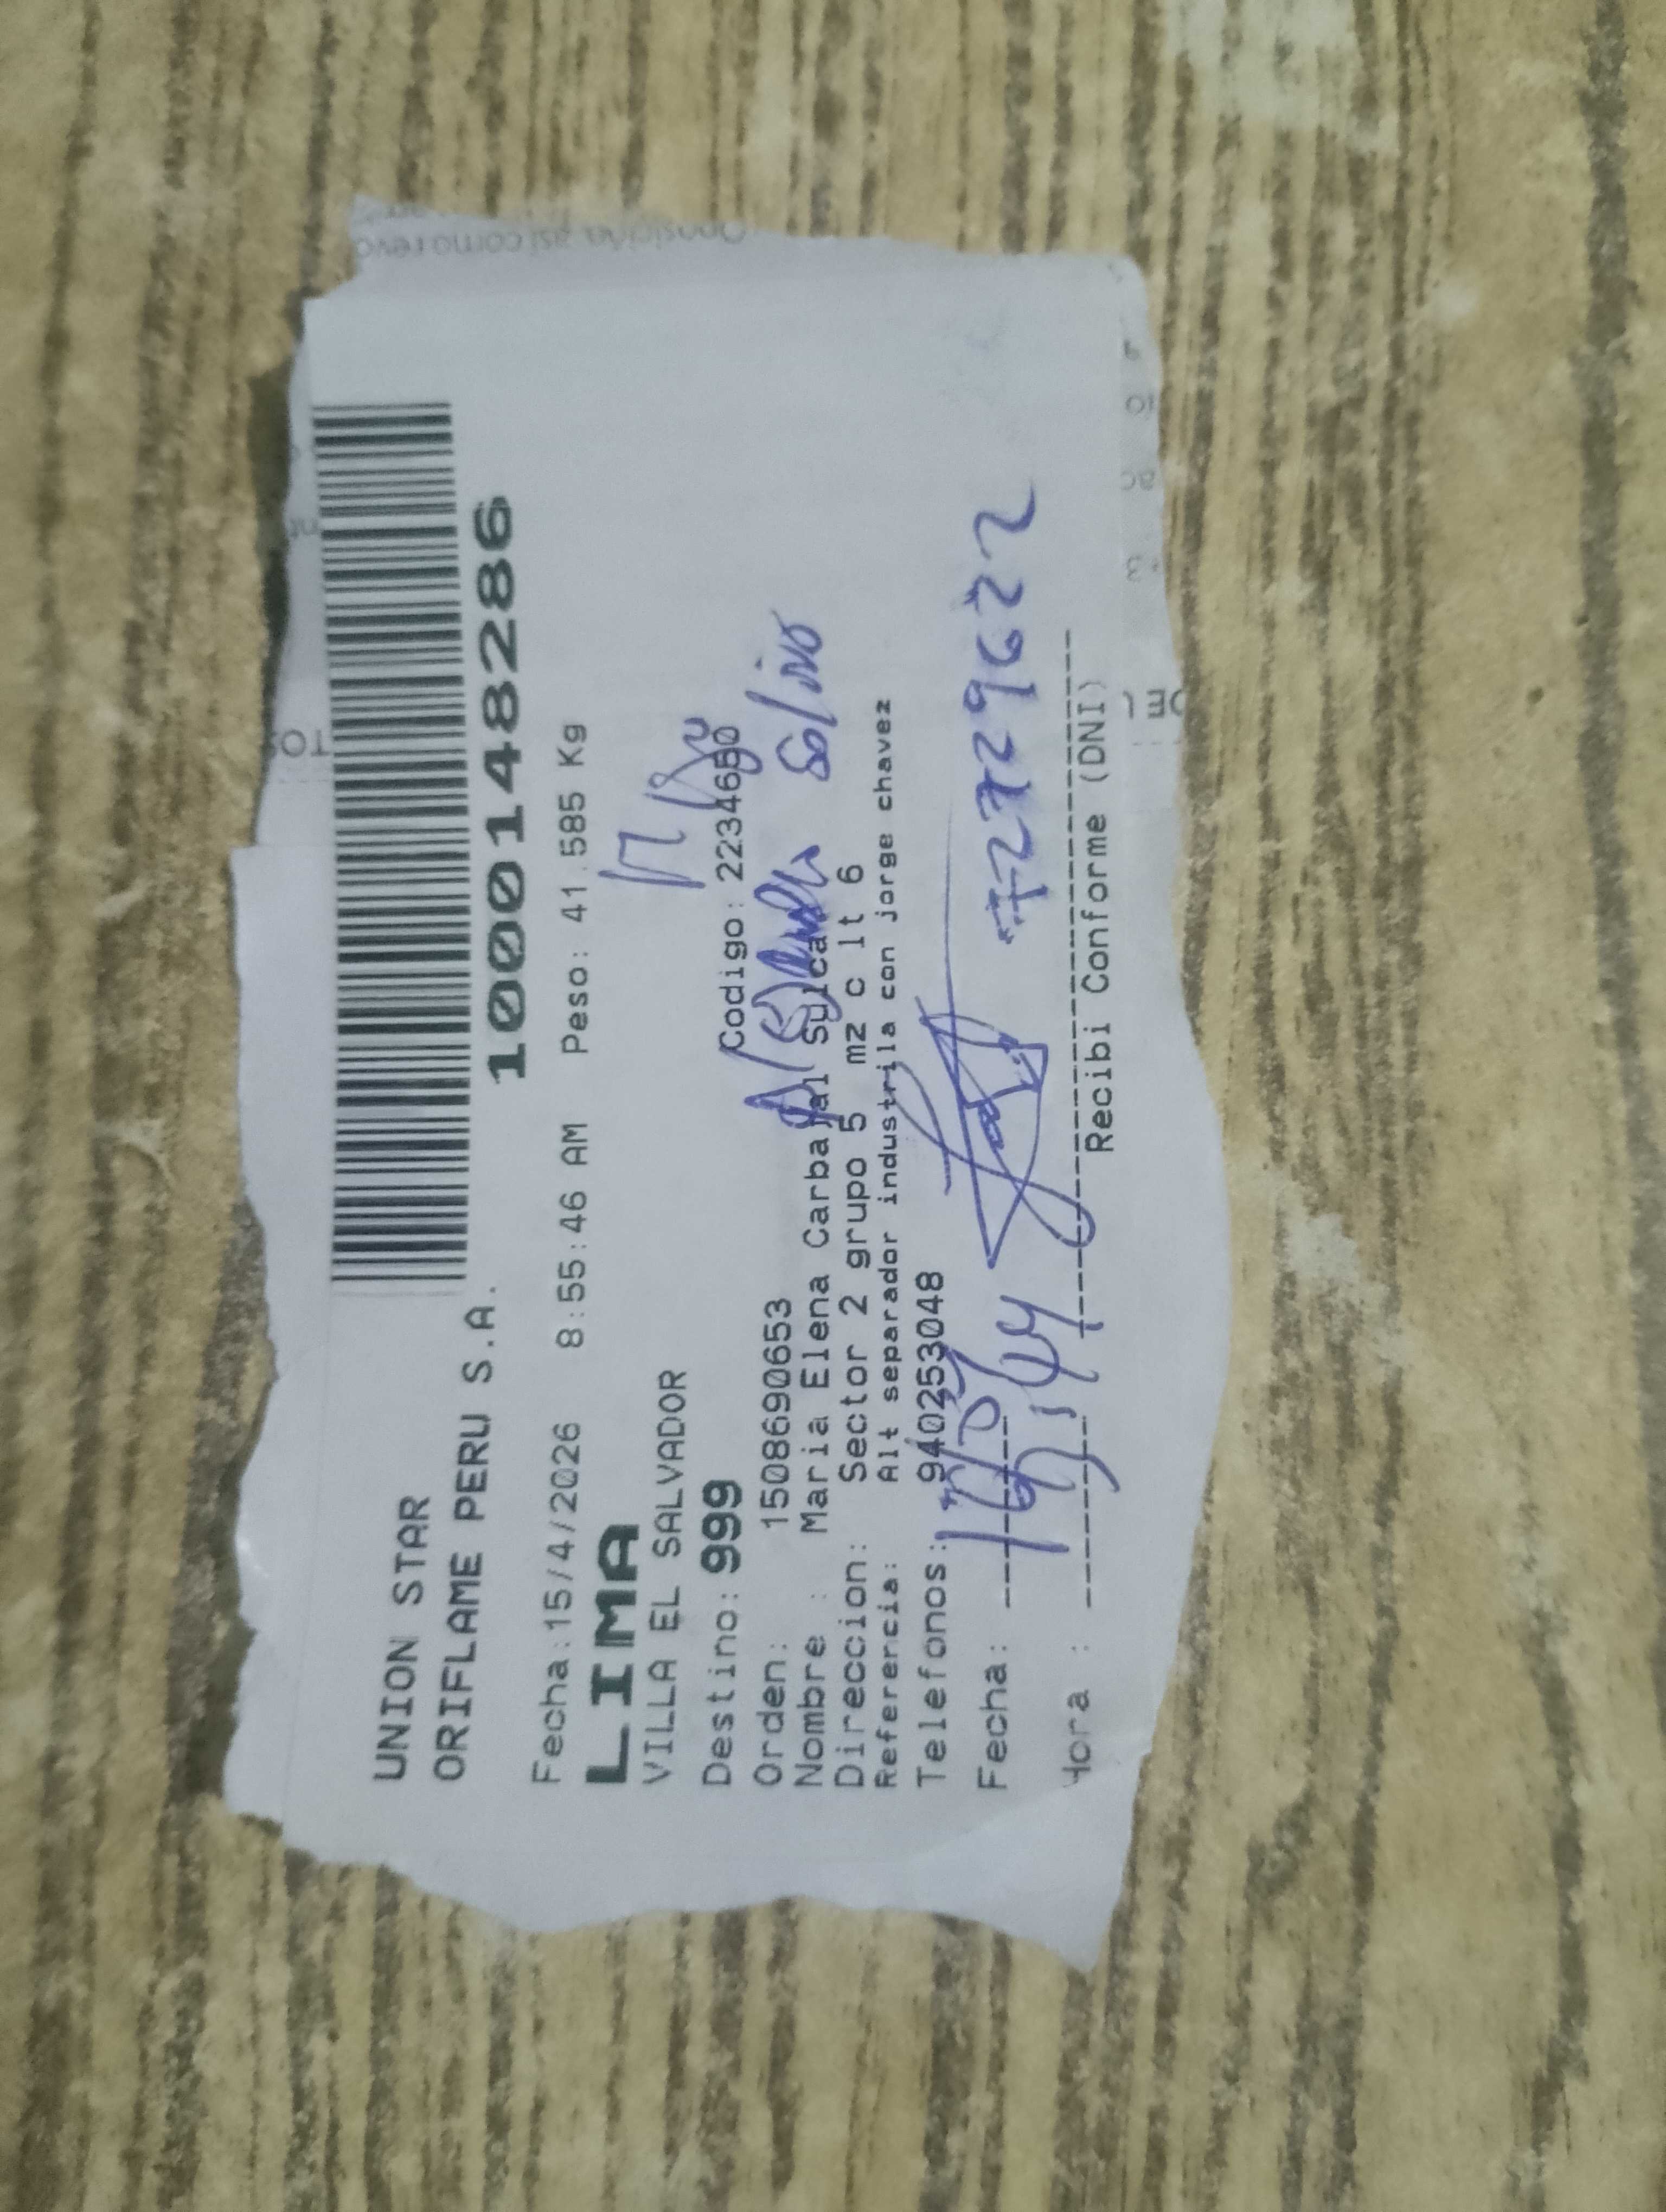 UNION STAR
ORIFLAME PERU S.A.
1000148286
Fecha:15/4/2026 8:55:46 AM Peso: 41.585 Kg
LIMA
VILLA EL SALVADOR
Destino: 999
Codigo: 22346550
Orden: 1508690653
Nombre : Maria Elena Carbajal Sulca
Direccion: Sector 2 grupo 5 mz c lt 6
Referencia: Alt separador industrila con jorge chavez
Telefonos: 940253048
Fecha:
Hora :
Recibi Conforme (DNI)